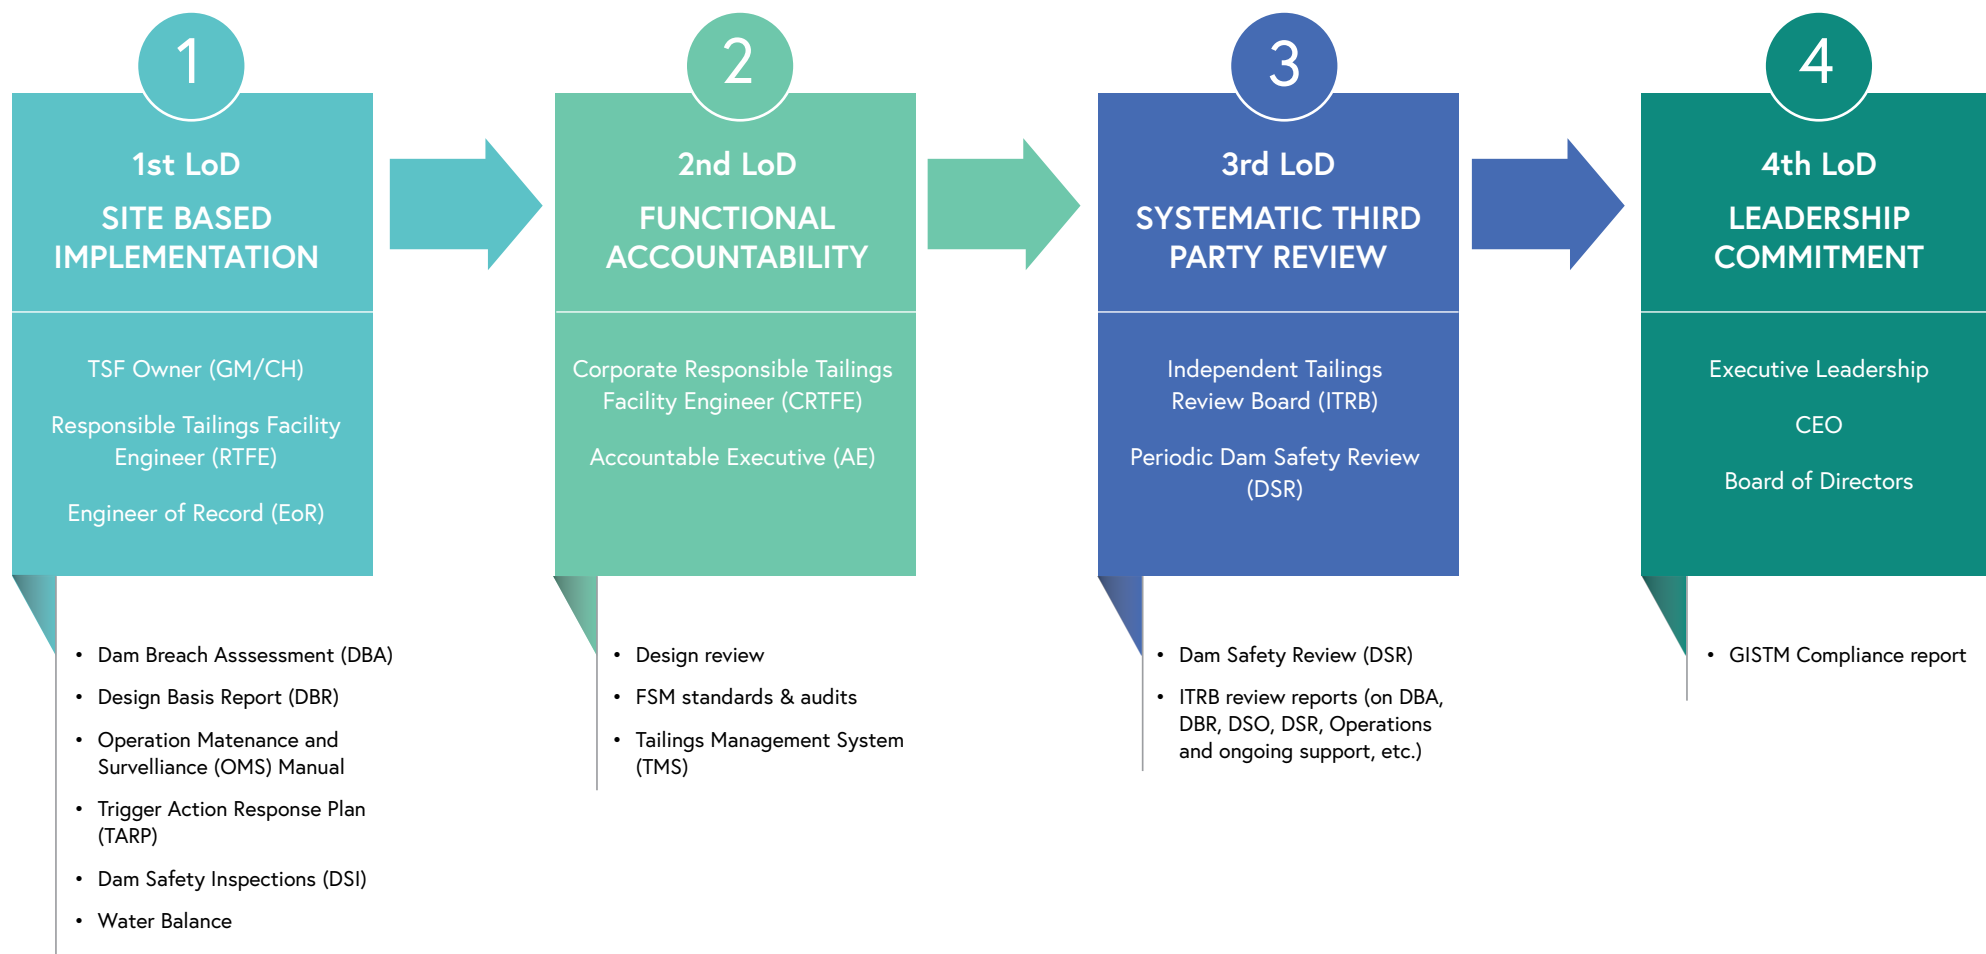 1
1st LoD
SITE BASED
IMPLEMENTATION
TSF Owner (GM/CH)
Responsible Tailings Facility
Engineer (RTFE)
Engineer of Record (EoR)
• Dam Breach Asssessment (DBA)
• Design Basis Report (DBR)
• Operation Matenance and
Survelliance (OMS) Manual
• Trigger Action Response Plan
(TARP)
• Dam Safety Inspections (DSI)
• Water Balance
2
2nd LoD
FUNCTIONAL
ACCOUNTABILITY
Corporate Responsible Tailings
Facility Engineer (CRTFE)
Accountable Executive (AE)
• Design review
• FSM standards & audits
• Tailings Management System
(TMS)
3
3rd LoD
SYSTEMATIC THIRD
PARTY REVIEW
Independent Tailings
Review Board (ITRB)
Periodic Dam Safety Review
(DSR)
• Dam Safety Review (DSR)
• ITRB review reports (on DBA,
DBR, DSO, DSR, Operations
and ongoing support, etc.)
4
4th LoD
LEADERSHIP
COMMITMENT
Executive Leadership
CEO
Board of Directors
• GISTM Compliance report